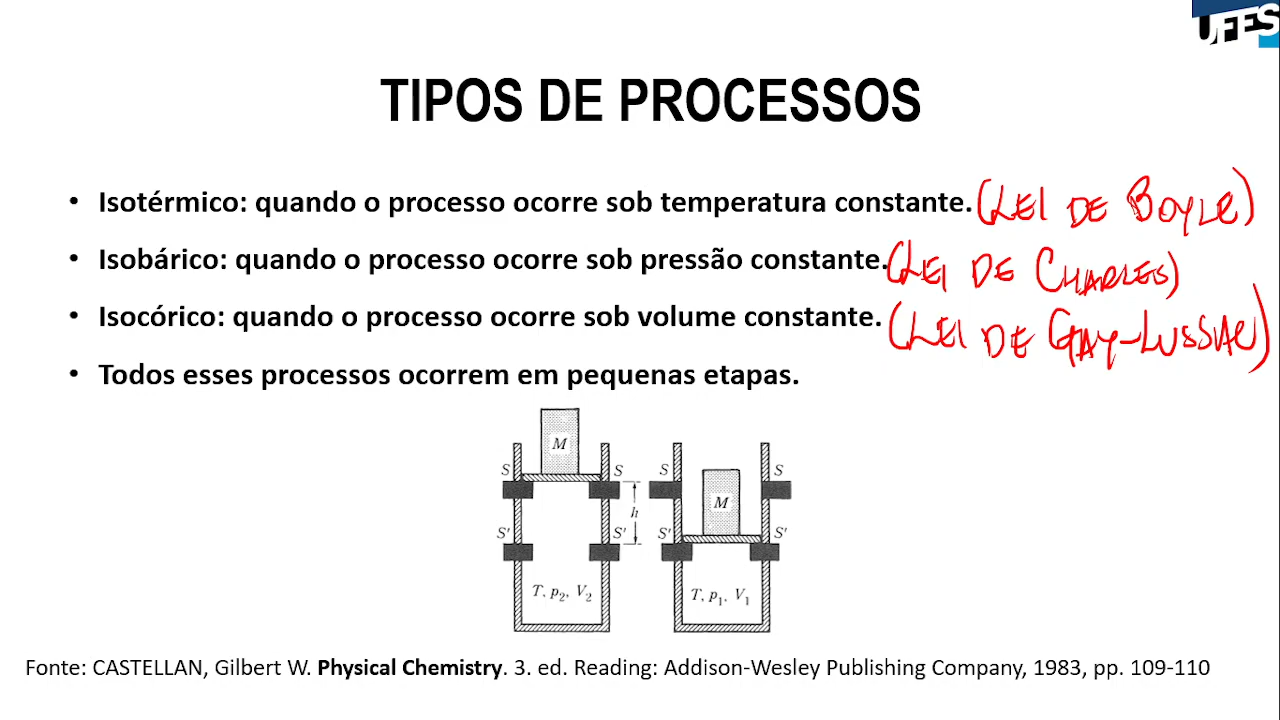 UFES
TIPOS DE PROCESSOS
• Isotérmico: quando o processo ocorre sob temperatura constante. (LEI DE BOYLE)
• Isobárico: quando o processo ocorre sob pressão constante. (LEI DE CHARLES)
• Isocórico: quando o processo ocorre sob volume constante. (LEI DE GAY-LUSSAC)
• Todos esses processos ocorrem em pequenas etapas.
M
S S S S
M
h
S' S' S' S'
T, p₂, V₂ T, p₁, V₁
Fonte: CASTELLAN, Gilbert W. Physical Chemistry. 3. ed. Reading: Addison-Wesley Publishing Company, 1983, pp. 109-110